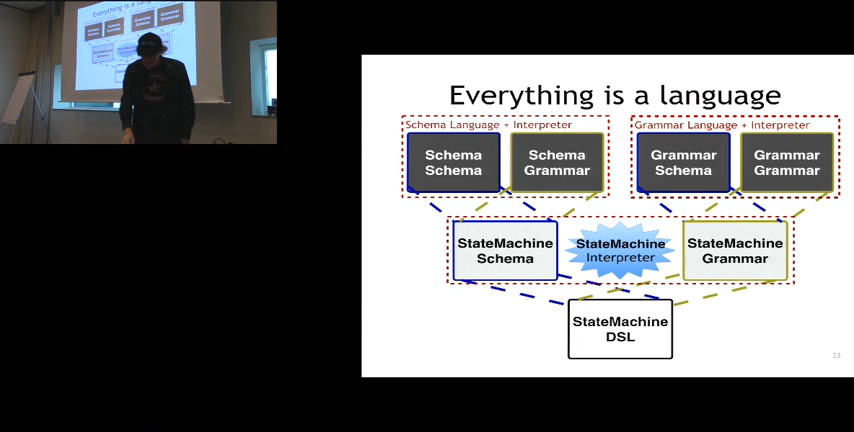 Everything is a language
Schema Language + Interpreter
Grammar Language + Interpreter
Schema
Schema
Schema
Grammar
Grammar
Schema
Grammar
Grammar
StateMachine
Schema
StateMachine
Interpreter
StateMachine
Grammar
StateMachine
DSL
23